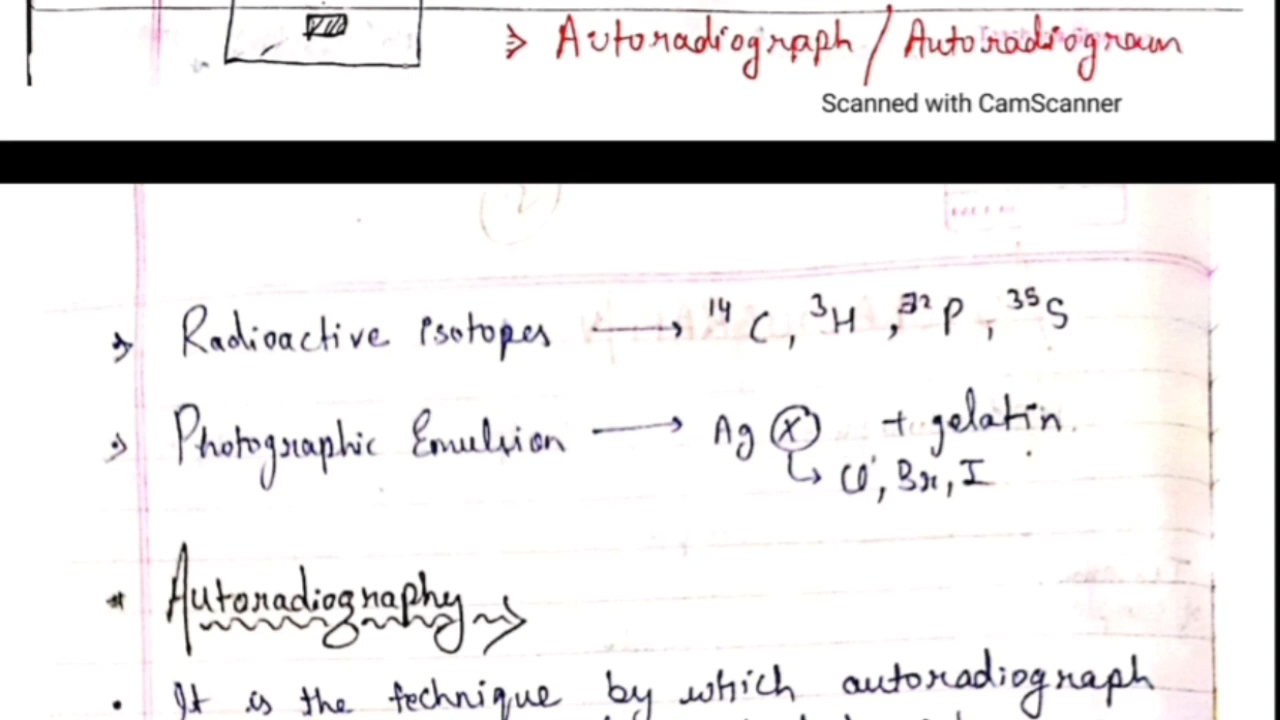 ⇒ Autoradiograph / Autoradiogram
Scanned with CamScanner
→ Radioactive isotopes ⟶ ¹⁴C, ³H, ³²P, ³⁵S
→ Photographic Emulsion ⟶ Ag X + gelatin.
↳ Cl, Br, I
* Autoradiography ~>
• It is the technique by which autoradiograph